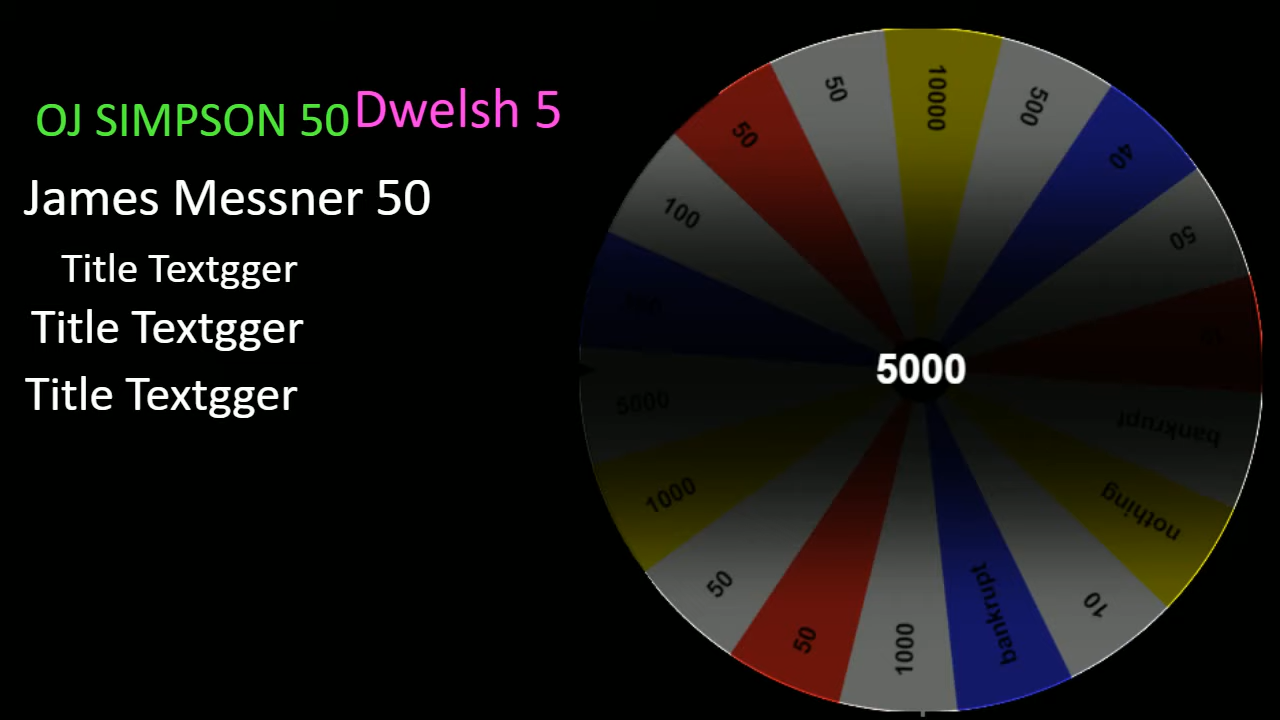 OJ SIMPSON 50
Dwelsh 5
James Messner 50
Title Textgger
Title Textgger
Title Textgger
10000
500
40
50
bankrupt
nothing
10
bankrupt
1000
50
50
1000
5000
100
50
50
5000